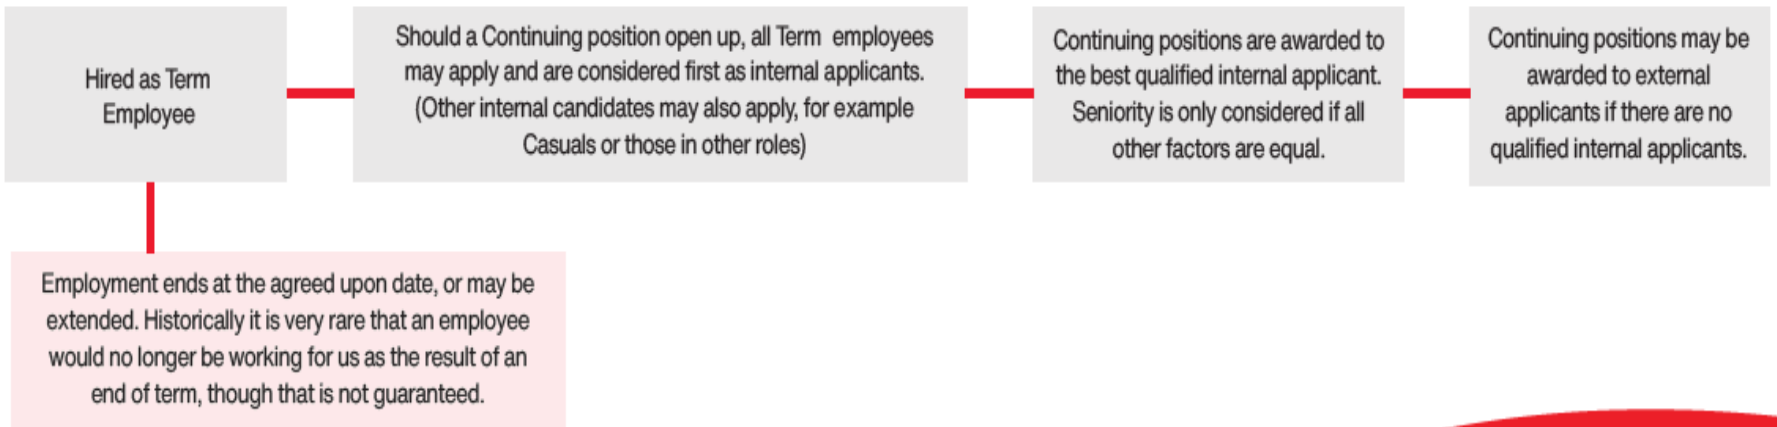 Hired as Term
Employee
Should a Continuing position open up, all Term employees
may apply and are considered first as internal applicants.
(Other internal candidates may also apply, for example
Casuals or those in other roles)
Continuing positions are awarded to
the best qualified internal applicant.
Seniority is only considered if all
other factors are equal.
Continuing positions may be
awarded to external
applicants if there are no
qualified internal applicants.
Employment ends at the agreed upon date, or may be
extended. Historically it is very rare that an employee
would no longer be working for us as the result of an
end of term, though that is not guaranteed.